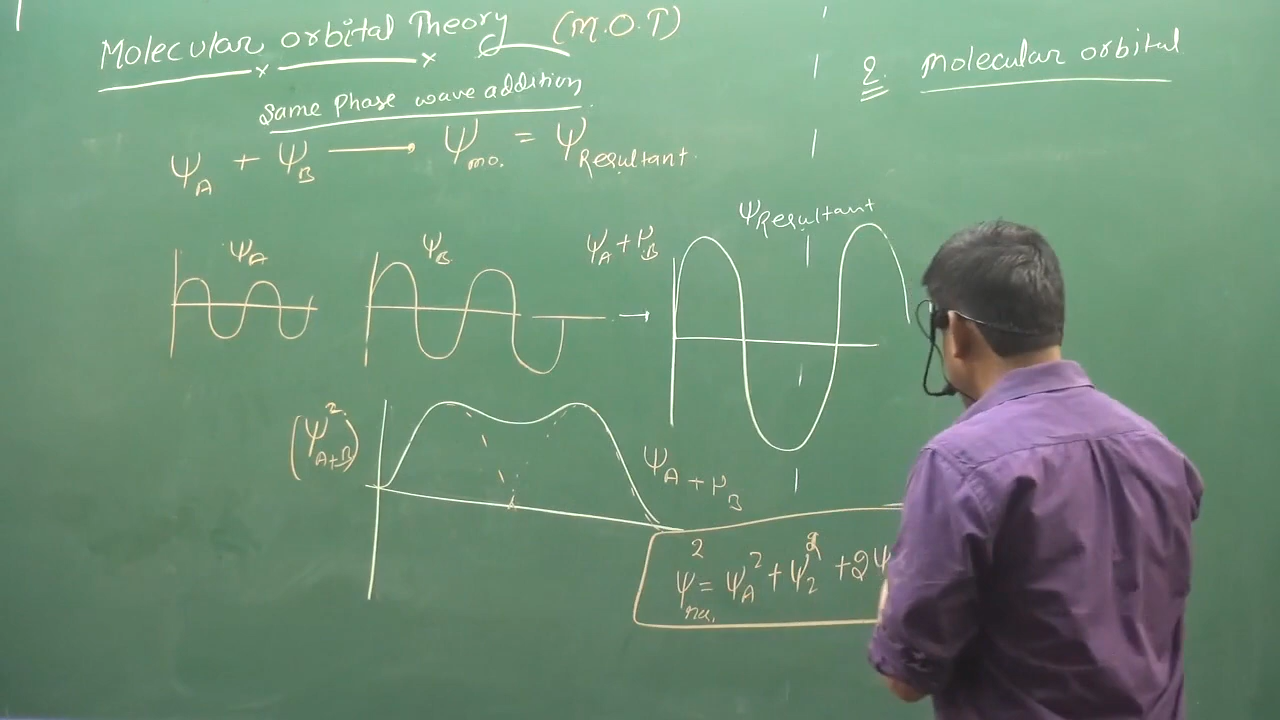 Molecular orbital Theory (M.O.T)
Same Phase wave addition
Ψ_A + Ψ_B ⟶ Ψ_mo. = Ψ_Resultant.
Ψ_A
Ψ_B
Ψ_A + Ψ_B →
Ψ_Resultant
(Ψ²_A+B)
Ψ_A + Ψ_B
Ψ²_ = Ψ_A² + Ψ_2² + 2Ψ
2. Molecular orbital